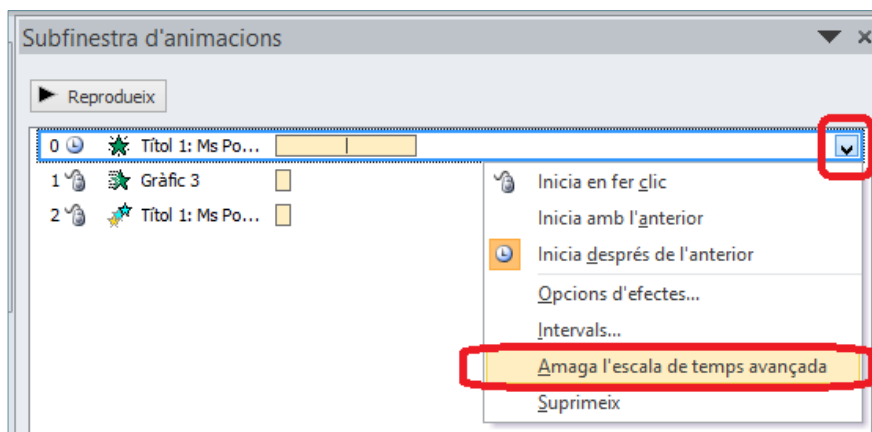 Subfinestra d'animacions
Reprodueix
0 Títol 1: Ms Po...
1 Gràfic 3
2 Títol 1: Ms Po...
Inicia en fer clic
Inicia amb l'anterior
Inicia després de l'anterior
Opcions d'efectes...
Intervals...
Amaga l'escala de temps avançada
Suprimeix